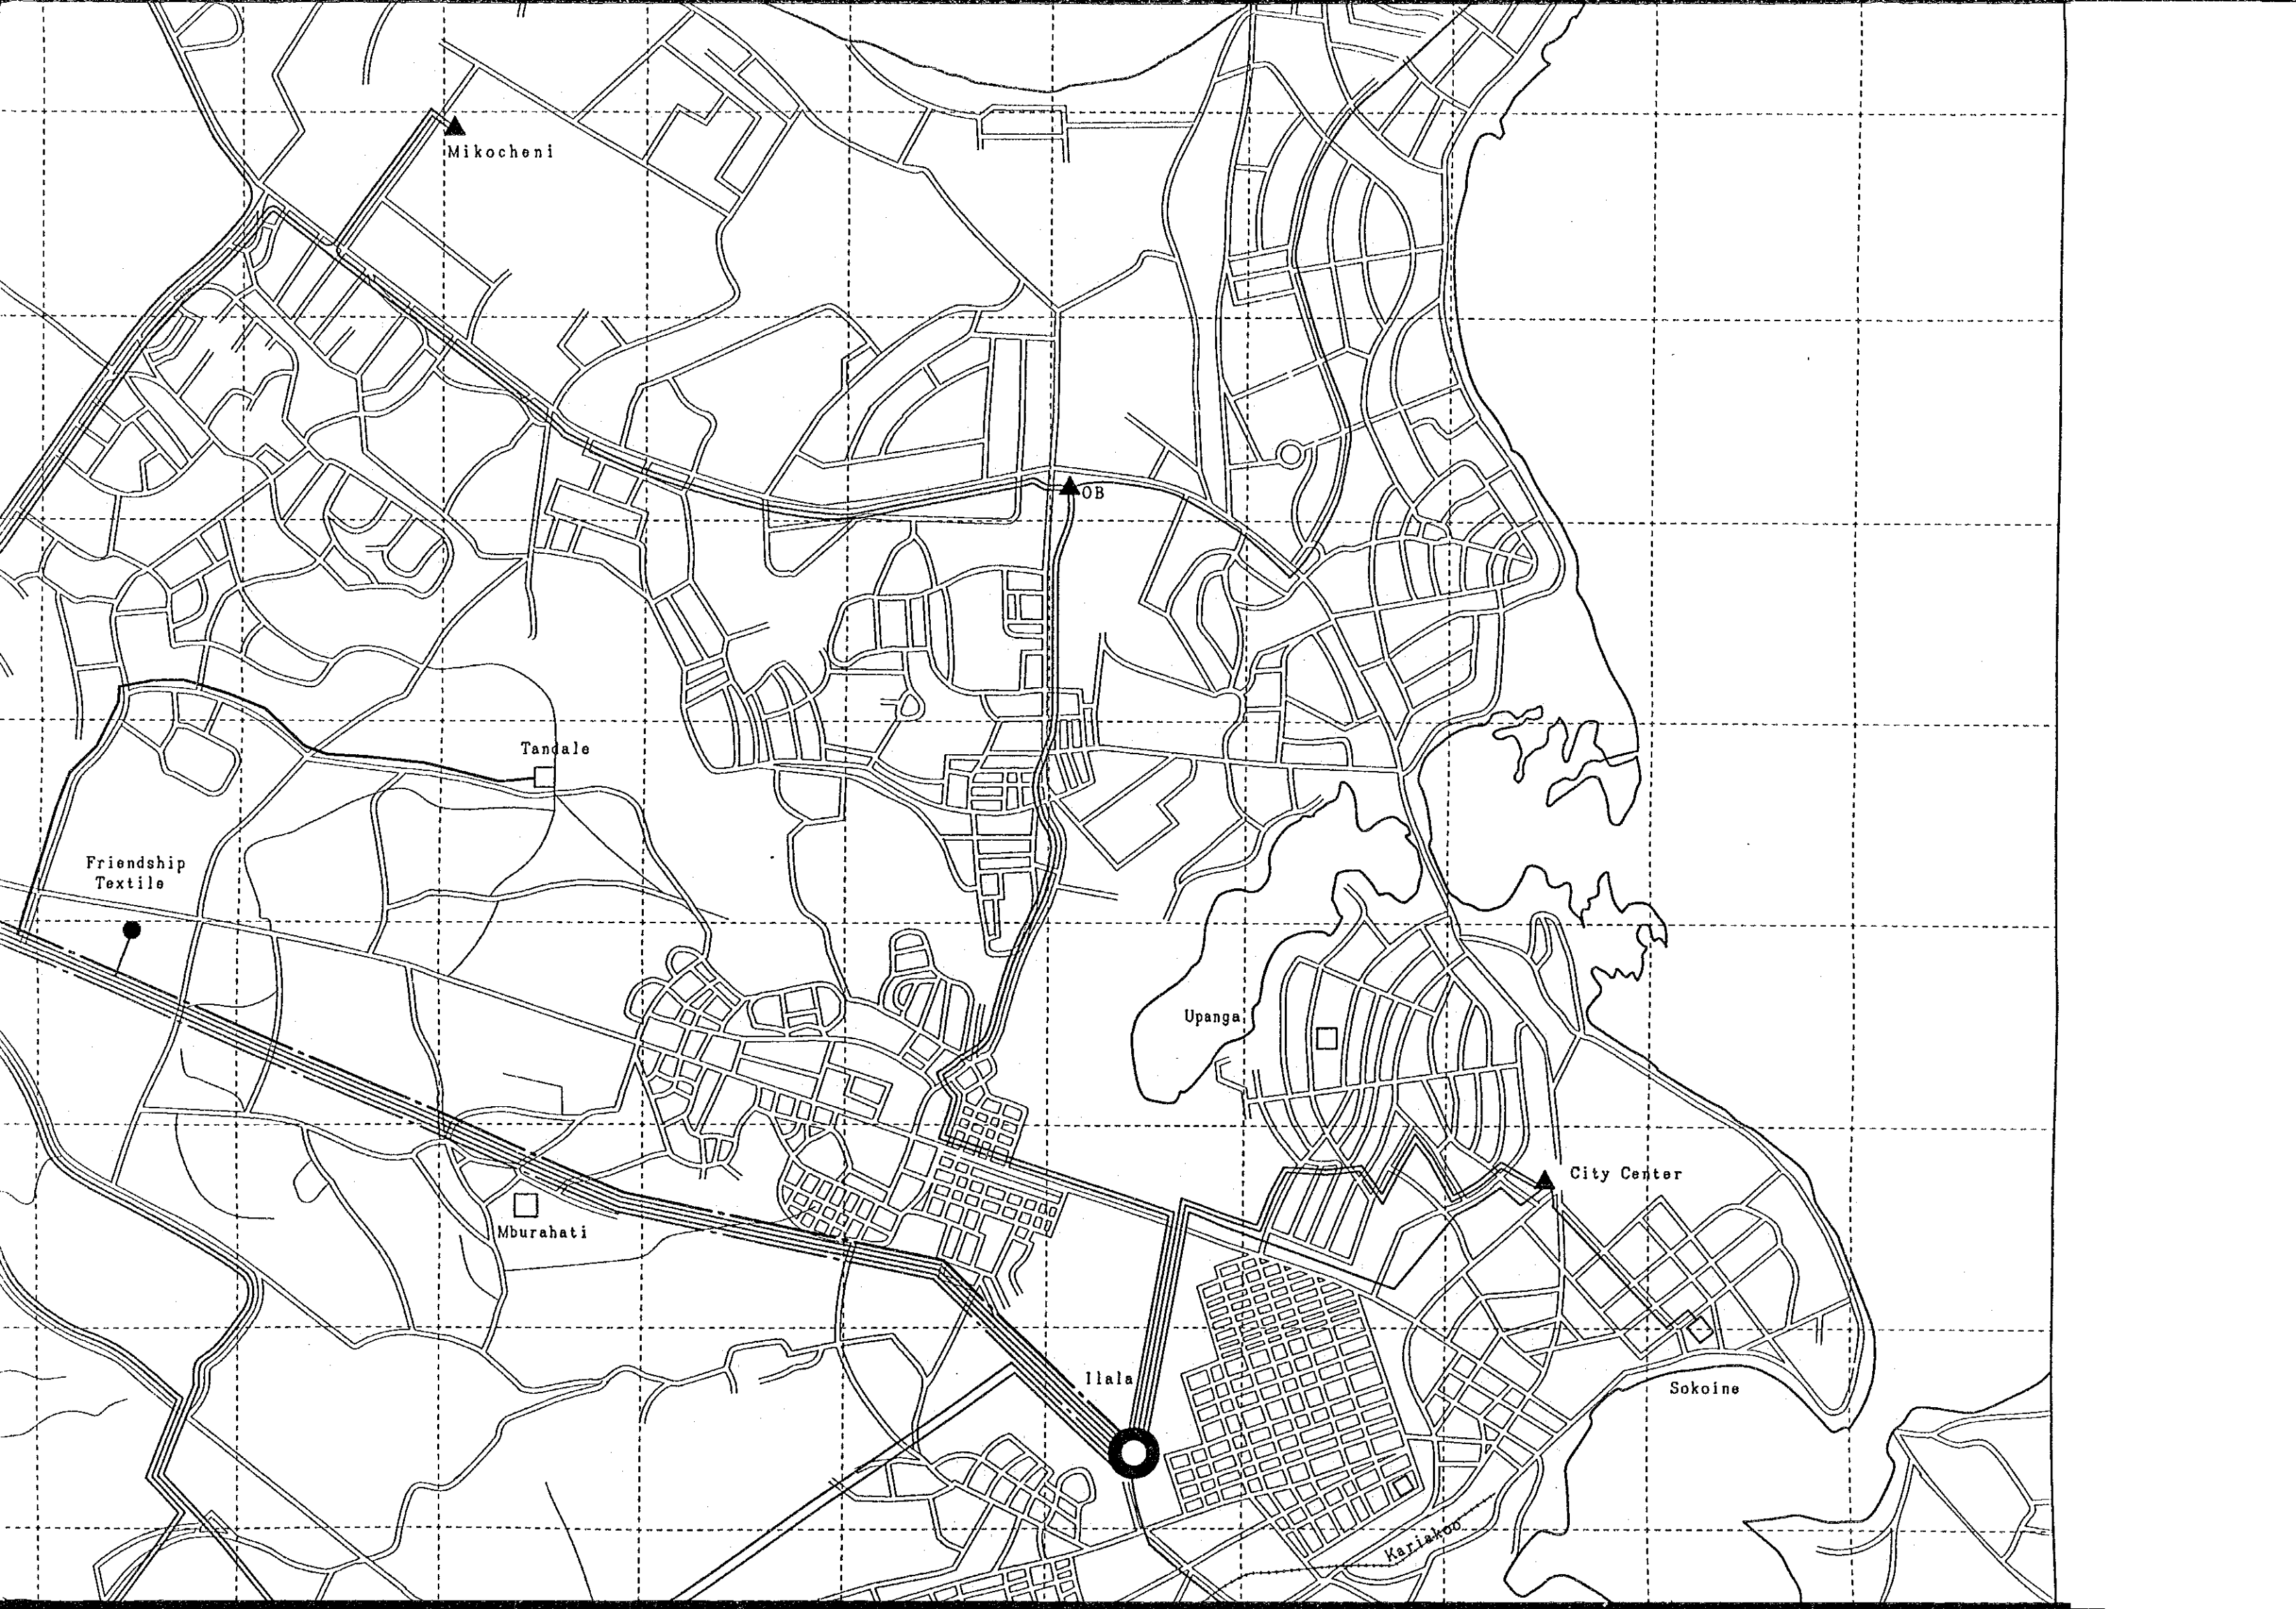 Mikocheni
OB
Tandale
Friendship
Textile
Upanga
City Center
Mburahati
Ilala
Sokoine
Kariakoo